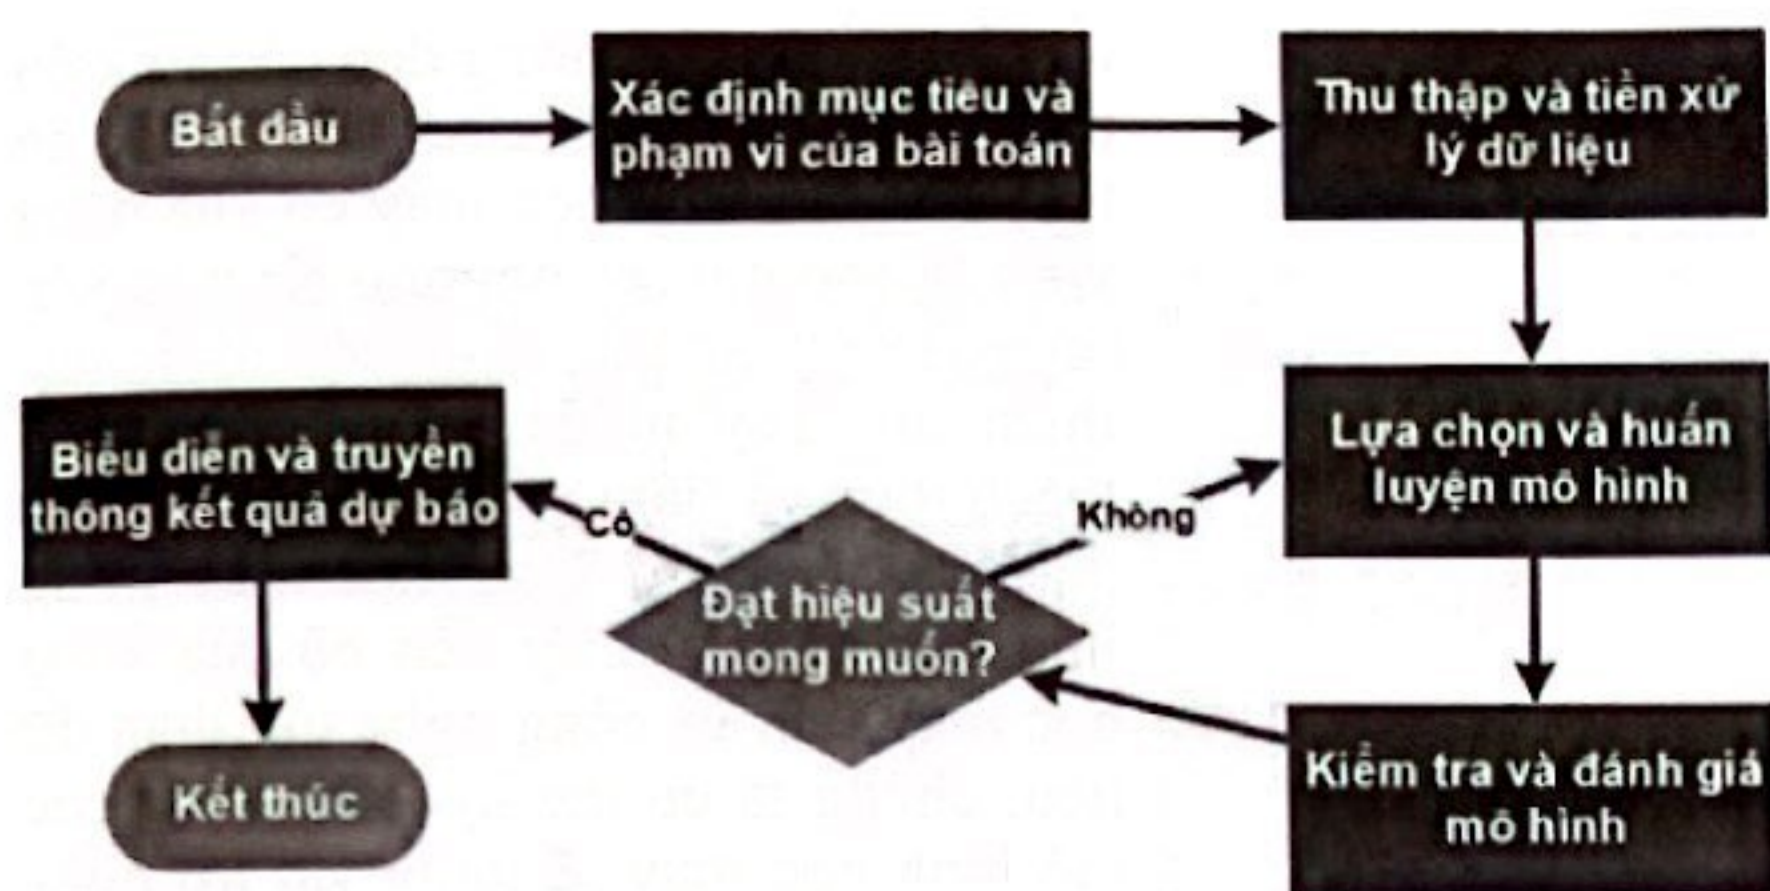 Bắt đầu
Xác định mục tiêu và
phạm vi của bài toán
Thu thập và tiền xử
lý dữ liệu
Lựa chọn và huấn
luyện mô hình
Kiểm tra và đánh giá
mô hình
Đạt hiệu suất
mong muốn?
Không
Có
Biểu diễn và truyền
thông kết quả dự báo
Kết thúc